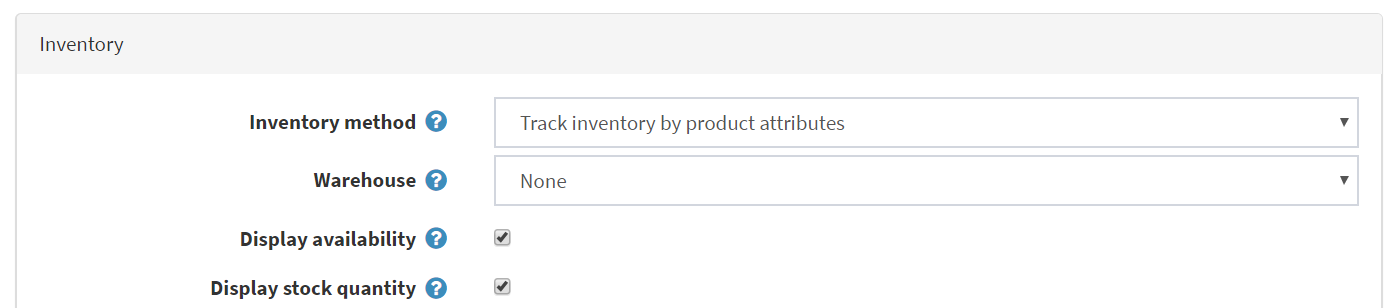 Inventory
Inventory method ? Track inventory by product attributes
Warehouse ? None
Display availability ?
Display stock quantity ?